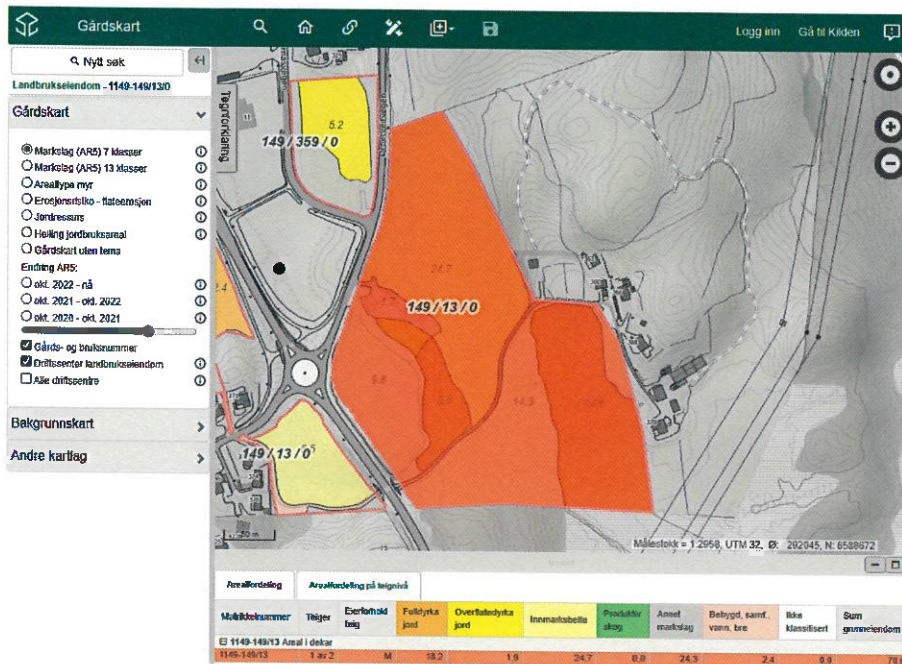 Gårdskart
Logg inn
Gå til Kilden
Nytt søk
Landbrukseiendom - 1149-149/13/0
Gårdskart
Markslag (AR5) 7 klasser
Markslag (AR5) 13 klasser
Arealtype myr
Erosjonsrisiko - flateerosjon
Jordressurs
Helling jordbruksareal
Gårdskart uten tema
Endring AR5:
okt. 2022 - nå
okt. 2021 - okt. 2022
okt. 2020 - okt. 2021
Gårds- og bruksnummer
Driftssenter landbrukseiendom
Alle driftssentre
Bakgrunnskart
Andre kartlag
Tegnforklaring
5.2
149 / 359 / 0
24.7
149 / 13 / 0
9.8
14.3
149 / 13 / 0
50 m
Målestokk = 1:2958, UTM 32, Ø: 292045, N: 6588672
Arealfordeling
Arealfordeling på teignivå
Matrikkelnummer Teiger Eierforhold teig Fulldyrka jord Overflatedyrka jord Innmarksbeite Produktiv skog Annet markslag Bebygd, samf., vann, bre Ikke klassifisert Sum grunneiendom
1149-149/13 Areal i dekar
1149-149/13 1 av 2 M 18.2 24.7 0.0 24.3 2.4 0.0